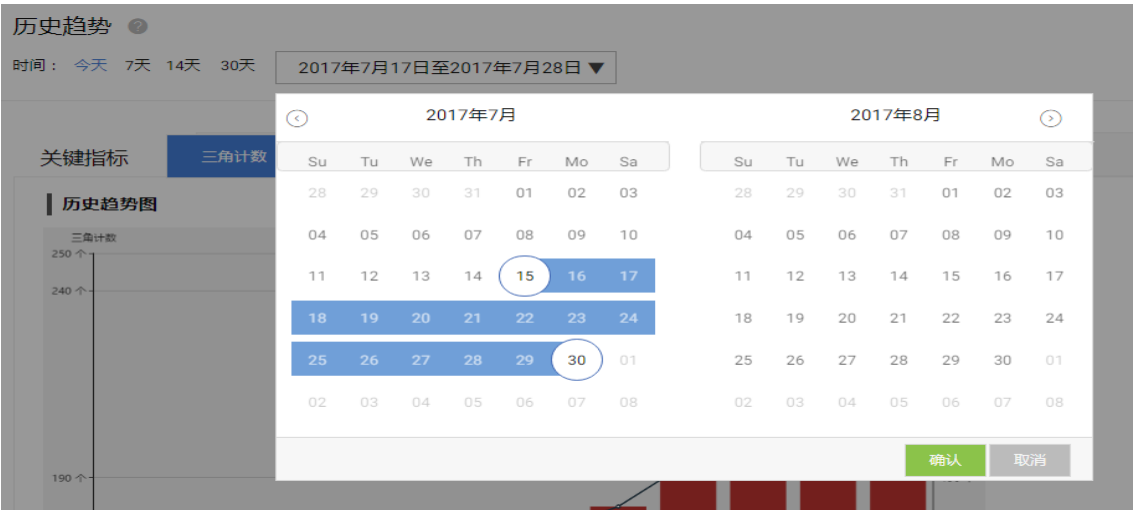 历史趋势 ?
时间： 今天 7天 14天 30天 2017年7月17日至2017年7月28日 ▼
2017年7月 2017年8月
关键指标 三角计数
Su Tu We Th Fr Mo Sa Su Tu We Th Fr Mo Sa
28 29 30 31 01 02 03 28 29 30 31 01 02 03
历史趋势图
三角计数
04 05 06 07 08 09 10 04 05 06 07 08 09 10
250 个
11 12 13 14 15 16 17 11 12 13 14 15 16 17
240 个
18 19 20 21 22 23 24 18 19 20 21 22 23 24
25 26 27 28 29 30 01 25 26 27 28 29 30 01
02 03 04 05 06 07 08 02 03 04 05 06 07 08
确认 取消
190 个